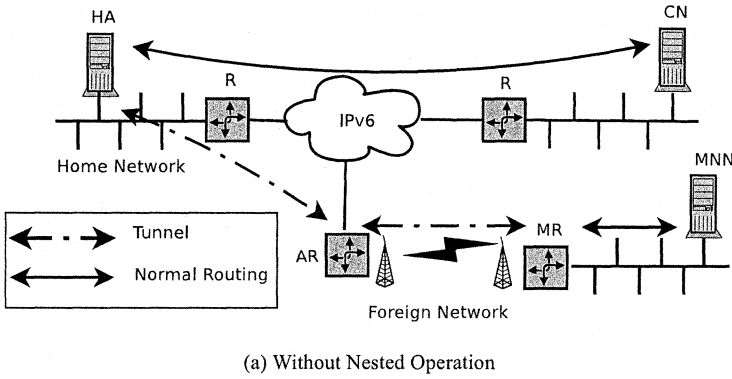 HA
CN
R
R
IPv6
Home Network
MNN
Tunnel
AR
MR
Normal Routing
Foreign Network
(a) Without Nested Operation